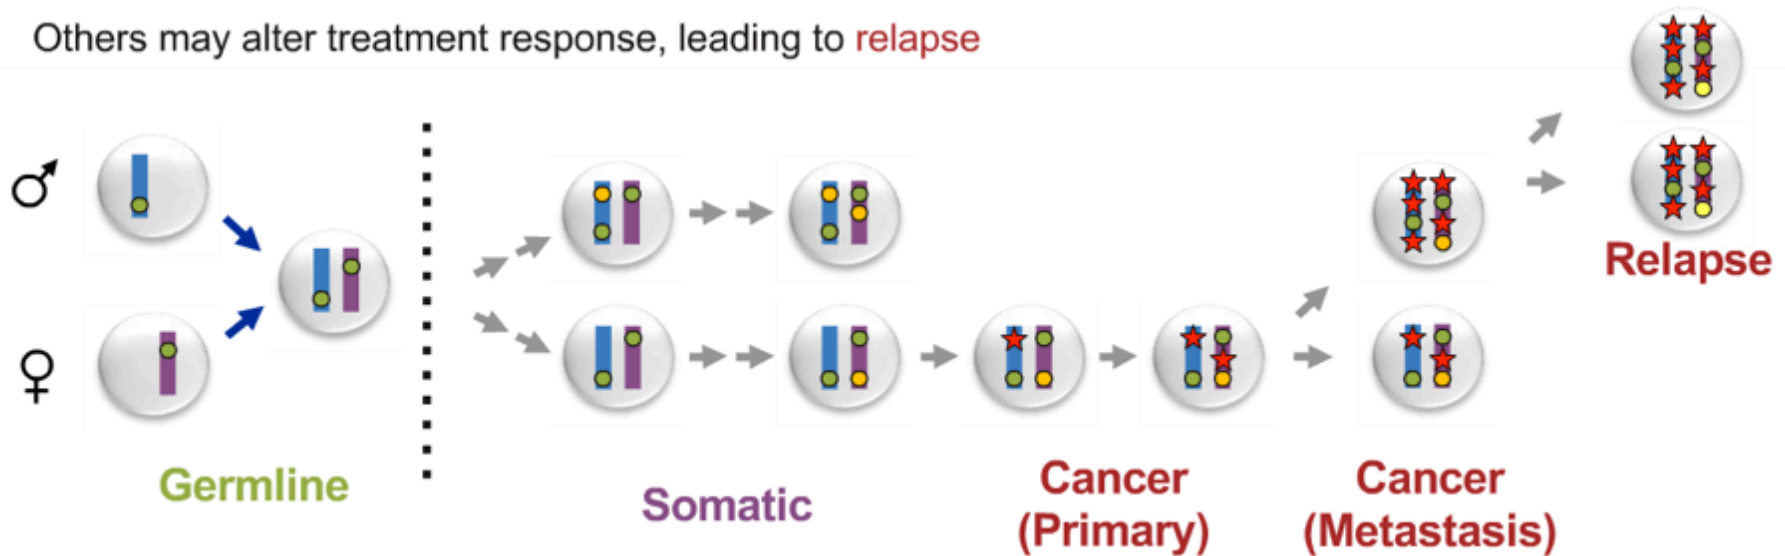 Others may alter treatment response, leading to relapse
Relapse
Germline
Somatic
Cancer
(Primary)
Cancer
(Metastasis)